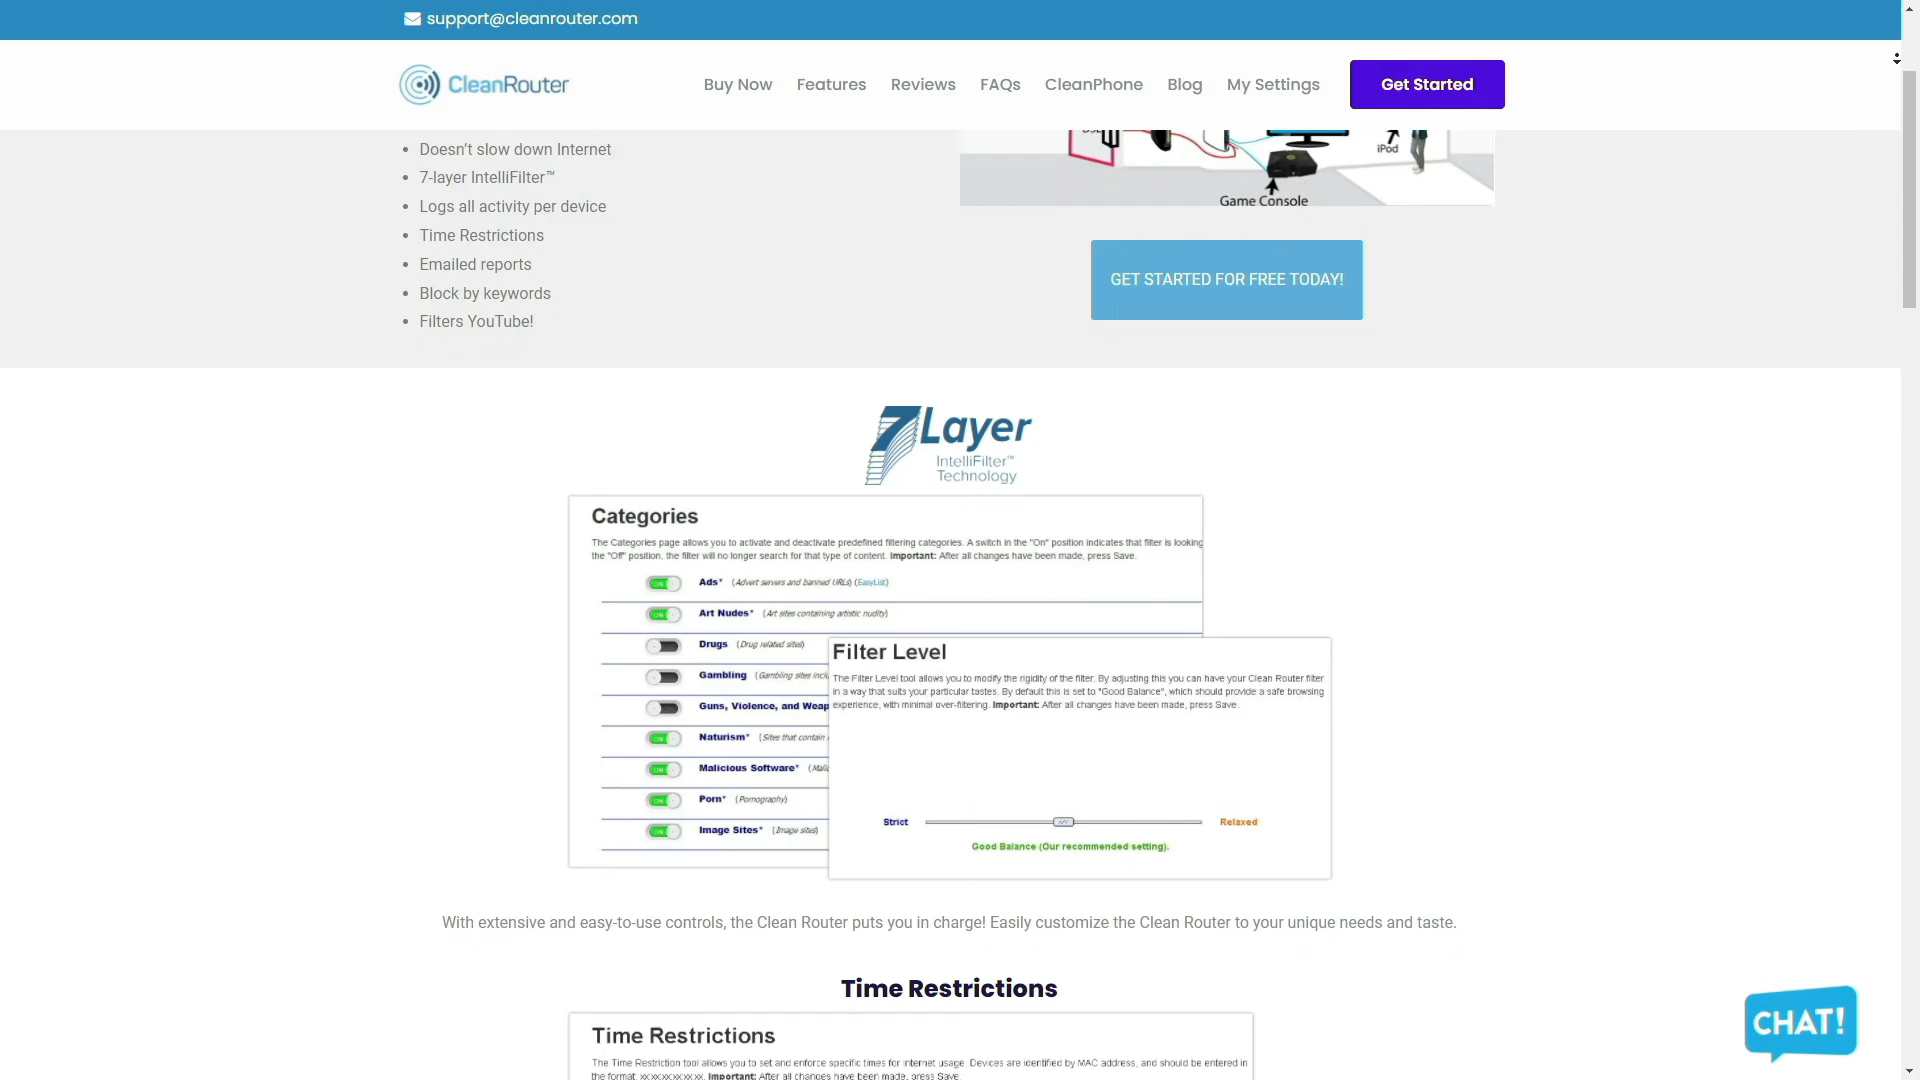 support@cleanrouter.com
CleanRouter
Buy Now
Features
Reviews
FAQs
CleanPhone
Blog
My Settings
Get Started
• Doesn’t slow down Internet
• 7-layer IntelliFilter™
• Logs all activity per device
• Time Restrictions
• Emailed reports
• Block by keywords
• Filters YouTube!
iPod
Game Console
GET STARTED FOR FREE TODAY!
7Layer
IntelliFilter™
Technology
Categories
The Categories page allows you to activate and deactivate predefined filtering categories. A switch in the "On" position indicates that filter is looking
the "Off" position, the filter will no longer search for that type of content. Important: After all changes have been made, press Save.
ON Ads* (Advert servers and banned URLs) (EasyList)
ON Art Nudes* (Art sites containing artistic nudity)
Drugs (Drug related sites)
Gambling (Gambling sites
Guns, Violence, and
ON Naturism* (Sites that contain
ON Malicious Software*
ON Porn* (Pornography)
ON Image Sites* (Image sites)
Filter Level
The Filter Level tool allows you to modify the rigidity of the filter. By adjusting this you can have your Clean Router filter
in a way that suits your particular tastes. By default this is set to "Good Balance", which should provide a safe browsing
experience, with minimal over-filtering. Important: After all changes have been made, press Save.
Strict
Relaxed
Good Balance (Our recommended setting).
With extensive and easy-to-use controls, the Clean Router puts you in charge! Easily customize the Clean Router to your unique needs and taste.
Time Restrictions
Time Restrictions
The Time Restriction tool allows you to set and enforce specific times for internet usage. Devices are identified by MAC address, and should be entered in
the format: xx:xx:xx:xx:xx:xx. Important: After all changes have been made, press Save.
CHAT!